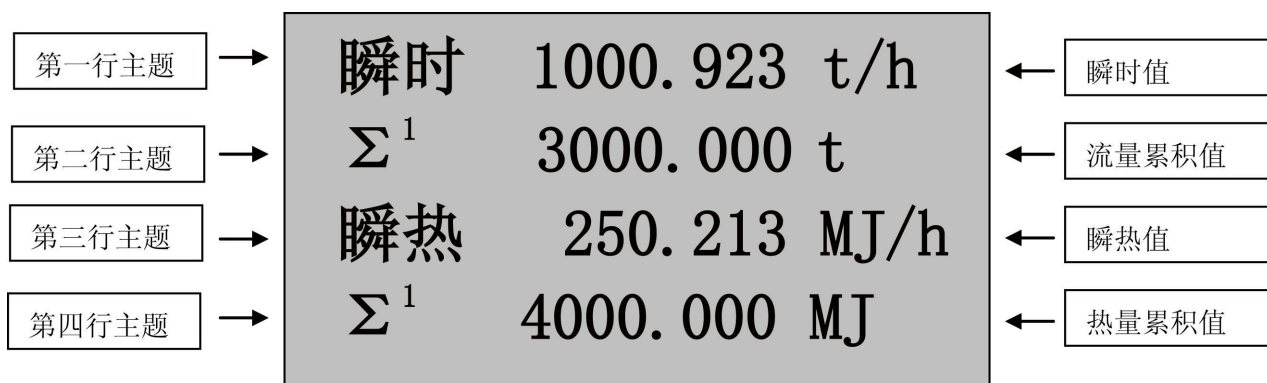 第一行主题 瞬时 1000.923 t/h 瞬时值
第二行主题 Σ¹ 3000.000 t 流量累积值
第三行主题 瞬热 250.213 MJ/h 瞬热值
第四行主题 Σ¹ 4000.000 MJ 热量累积值